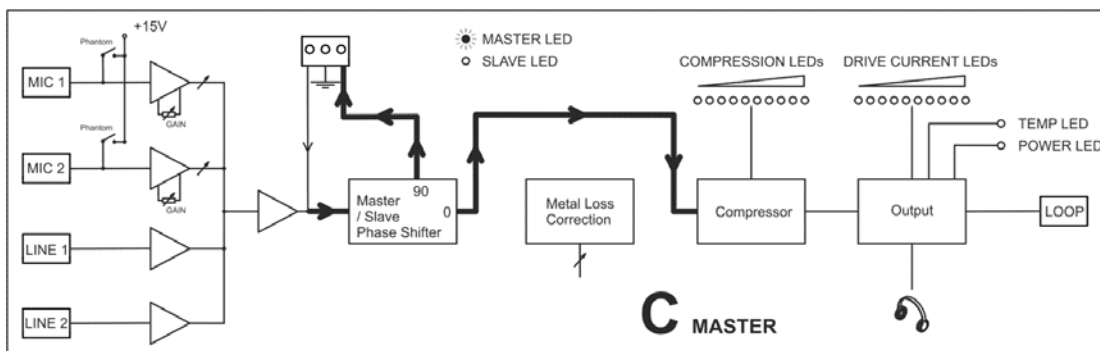 Phantom
+15V
MIC 1
GAIN
Phantom
MIC 2
GAIN
LINE 1
LINE 2
90
0
Master
/ Slave
Phase Shifter
MASTER LED
SLAVE LED
Metal Loss
Correction
COMPRESSION LEDs
Compressor
DRIVE CURRENT LEDs
TEMP LED
POWER LED
Output
LOOP
C MASTER